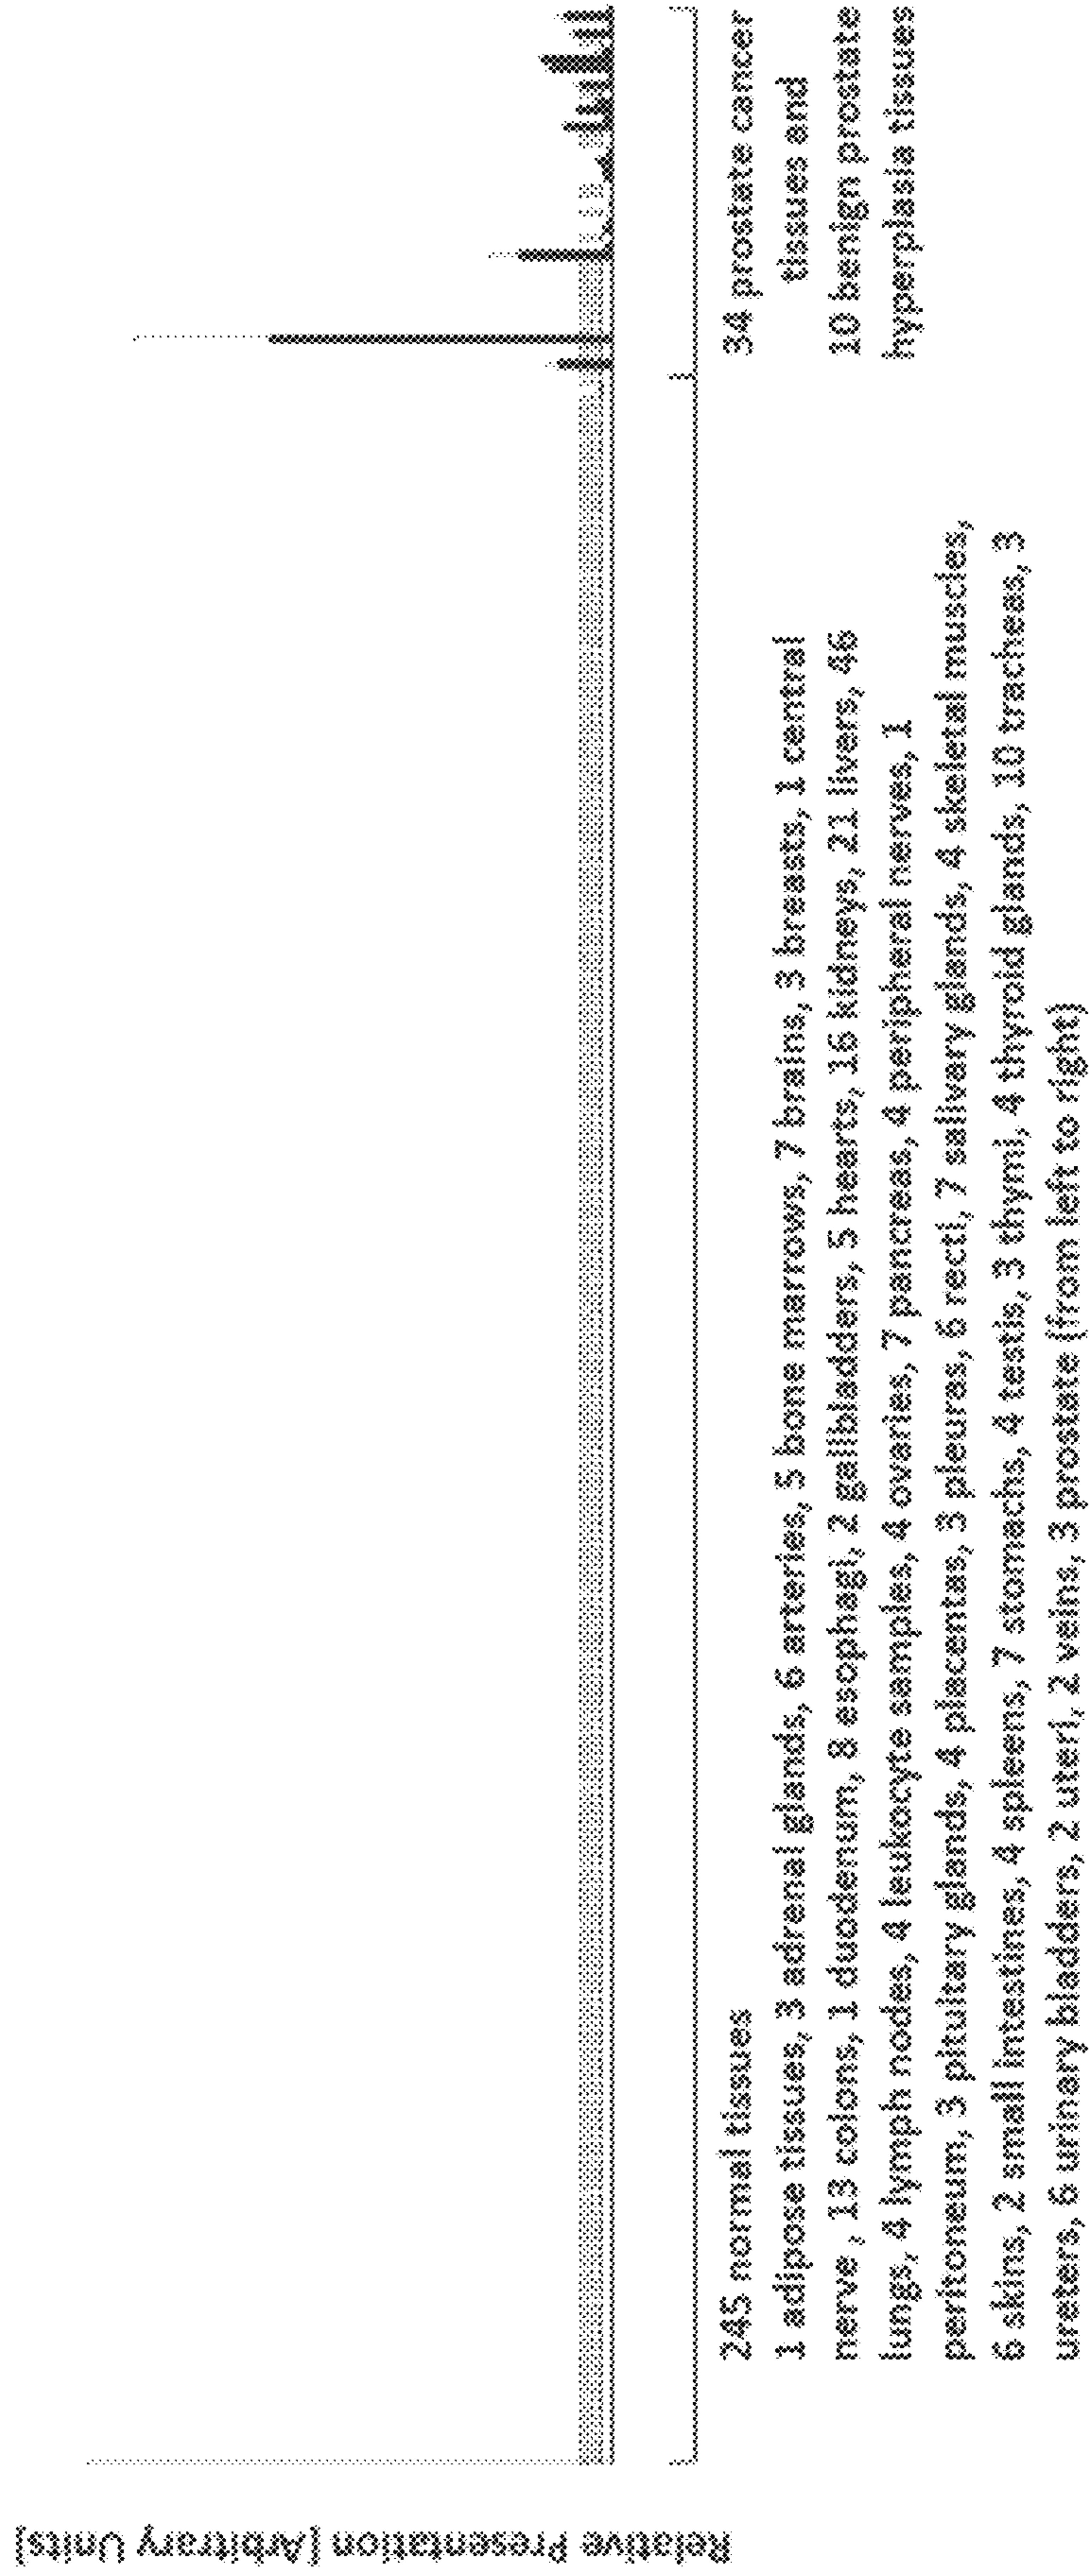 Relative Presentation [Arbitrary Units]
245 normal tissues
1 adipose tissues, 3 adrenal glands, 6 arteries, 5 bone marrows, 7 brains, 3 breasts, 1 central
nerve , 13 colons, 1 duodenum, 8 esophagi, 2 gallbladders, 5 hearts, 16 kidneys, 21 livers, 46
lungs, 4 lymph nodes, 4 leukocyte samples, 4 ovaries, 7 pancreas, 4 peripheral nerves, 1
peritoneum, 3 pituitary glands, 4 placentas, 3 pleuras, 6 recti, 7 salivary glands, 4 skeletal muscles,
6 skins, 2 small intestines, 4 spleens, 7 stomachs, 4 testis, 3 thymi, 4 thyroid glands, 10 tracheas, 3
ureters, 6 urinary bladders, 2 uteri, 2 veins, 3 prostate (from left to right)
34 prostate cancer
tissues and
10 benign prostate
hyperplasia tissues